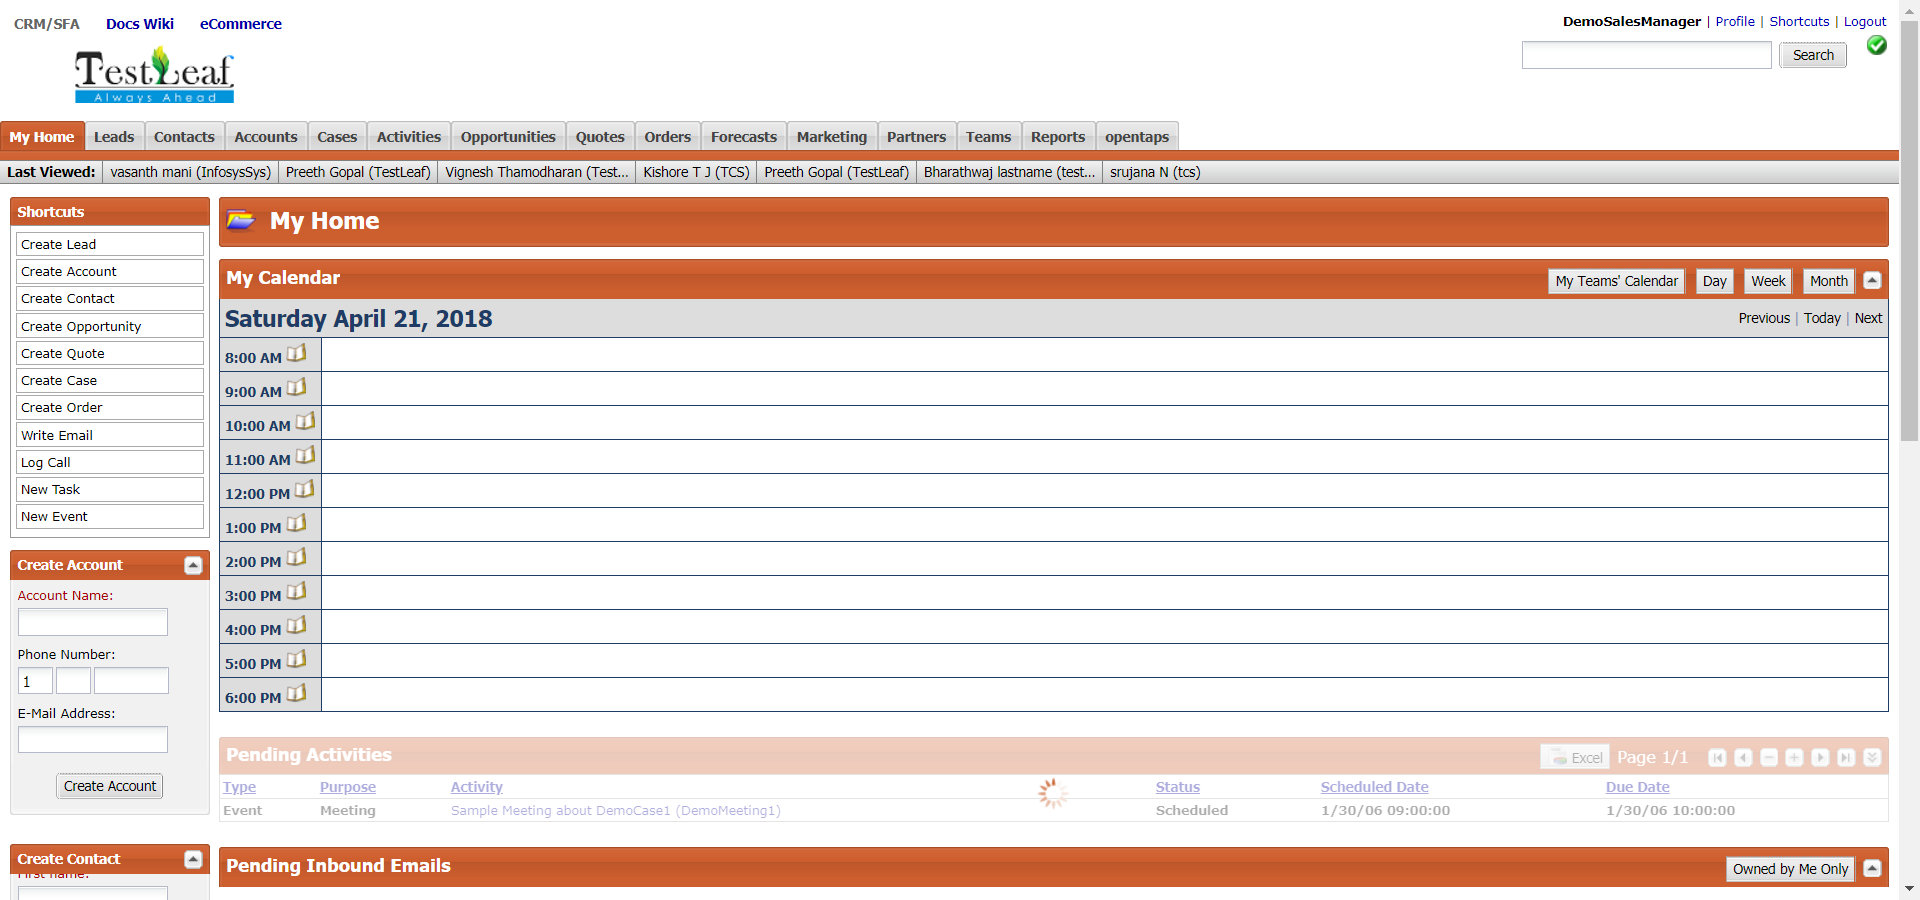 CRM/SFA Docs Wiki eCommerce
DemoSalesManager | Profile | Shortcuts | Logout
Search
TestLeaf
Always Ahead
My Home Leads Contacts Accounts Cases Activities Opportunities Quotes Orders Forecasts Marketing Partners Teams Reports opentaps
Last Viewed: vasanth mani (InfosysSys) Preeth Gopal (TestLeaf) Vignesh Thamodharan (Test... Kishore T J (TCS) Preeth Gopal (TestLeaf) Bharathwaj lastname (test... srujana N (tcs)
Shortcuts
Create Lead
Create Account
Create Contact
Create Opportunity
Create Quote
Create Case
Create Order
Write Email
Log Call
New Task
New Event
Create Account
Account Name:
Phone Number:
1
E-Mail Address:
Create Account
Create Contact
First name:
My Home
My Calendar
My Teams' Calendar Day Week Month
Saturday April 21, 2018
Previous | Today | Next
8:00 AM
9:00 AM
10:00 AM
11:00 AM
12:00 PM
1:00 PM
2:00 PM
3:00 PM
4:00 PM
5:00 PM
6:00 PM
Pending Activities
Excel Page 1/1
Type Purpose Activity Status Scheduled Date Due Date
Event Meeting Sample Meeting about DemoCase1 (DemoMeeting1) Scheduled 1/30/06 09:00:00 1/30/06 10:00:00
Pending Inbound Emails
Owned by Me Only